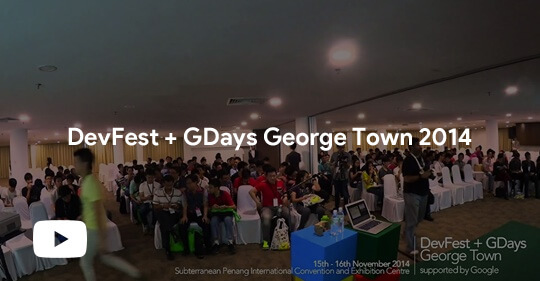 DevFest + GDays George Town 2014
15th - 16th November 2014
Subterranean Penang International Convention and Exhibition Centre
DevFest + GDays
George Town
supported by Google